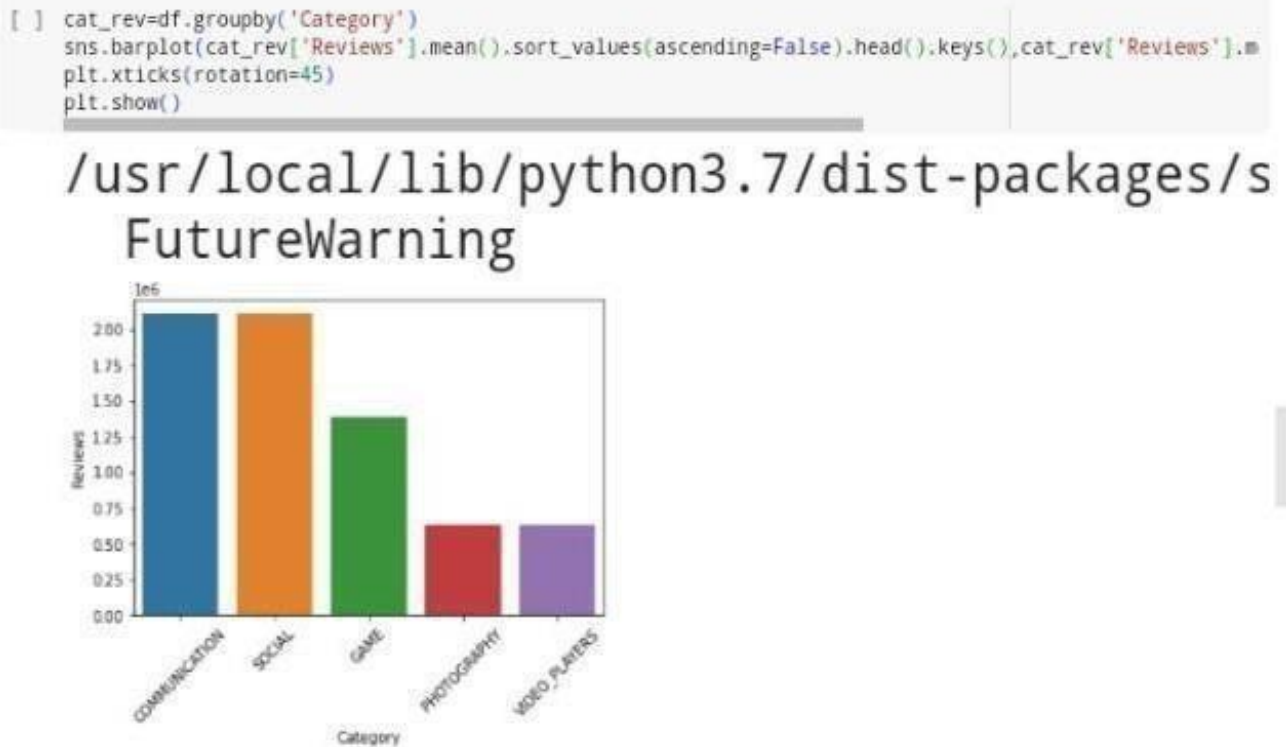 [ ] cat_rev=df.groupby('Category')
sns.barplot(cat_rev['Reviews'].mean().sort_values(ascending=False).head().keys(),cat_rev['Reviews'].m
plt.xticks(rotation=45)
plt.show()
/usr/local/lib/python3.7/dist-packages/s
FutureWarning
1e6
2.00
1.75
1.50
1.25
1.00
0.75
0.50
0.25
0.00
Reviews
COMMUNICATION
SOCIAL
GAME
PHOTOGRAPHY
VIDEO_PLAYERS
Category